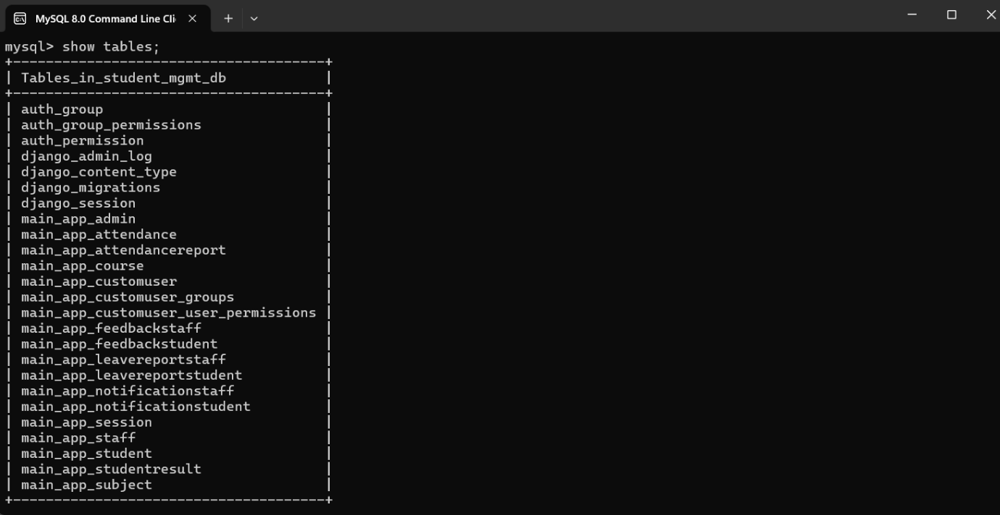 MySQL 8.0 Command Line Cli
mysql> show tables;
+--------------------------------------+
| Tables_in_student_mgmt_db            |
+--------------------------------------+
| auth_group                           |
| auth_group_permissions               |
| auth_permission                      |
| django_admin_log                     |
| django_content_type                  |
| django_migrations                    |
| django_session                       |
| main_app_admin                       |
| main_app_attendance                  |
| main_app_attendancereport            |
| main_app_course                      |
| main_app_customuser                  |
| main_app_customuser_groups           |
| main_app_customuser_user_permissions |
| main_app_feedbackstaff               |
| main_app_feedbackstudent             |
| main_app_leavereportstaff            |
| main_app_leavereportstudent          |
| main_app_notificationstaff           |
| main_app_notificationstudent         |
| main_app_session                     |
| main_app_staff                       |
| main_app_student                     |
| main_app_studentresult               |
| main_app_subject                     |
+--------------------------------------+